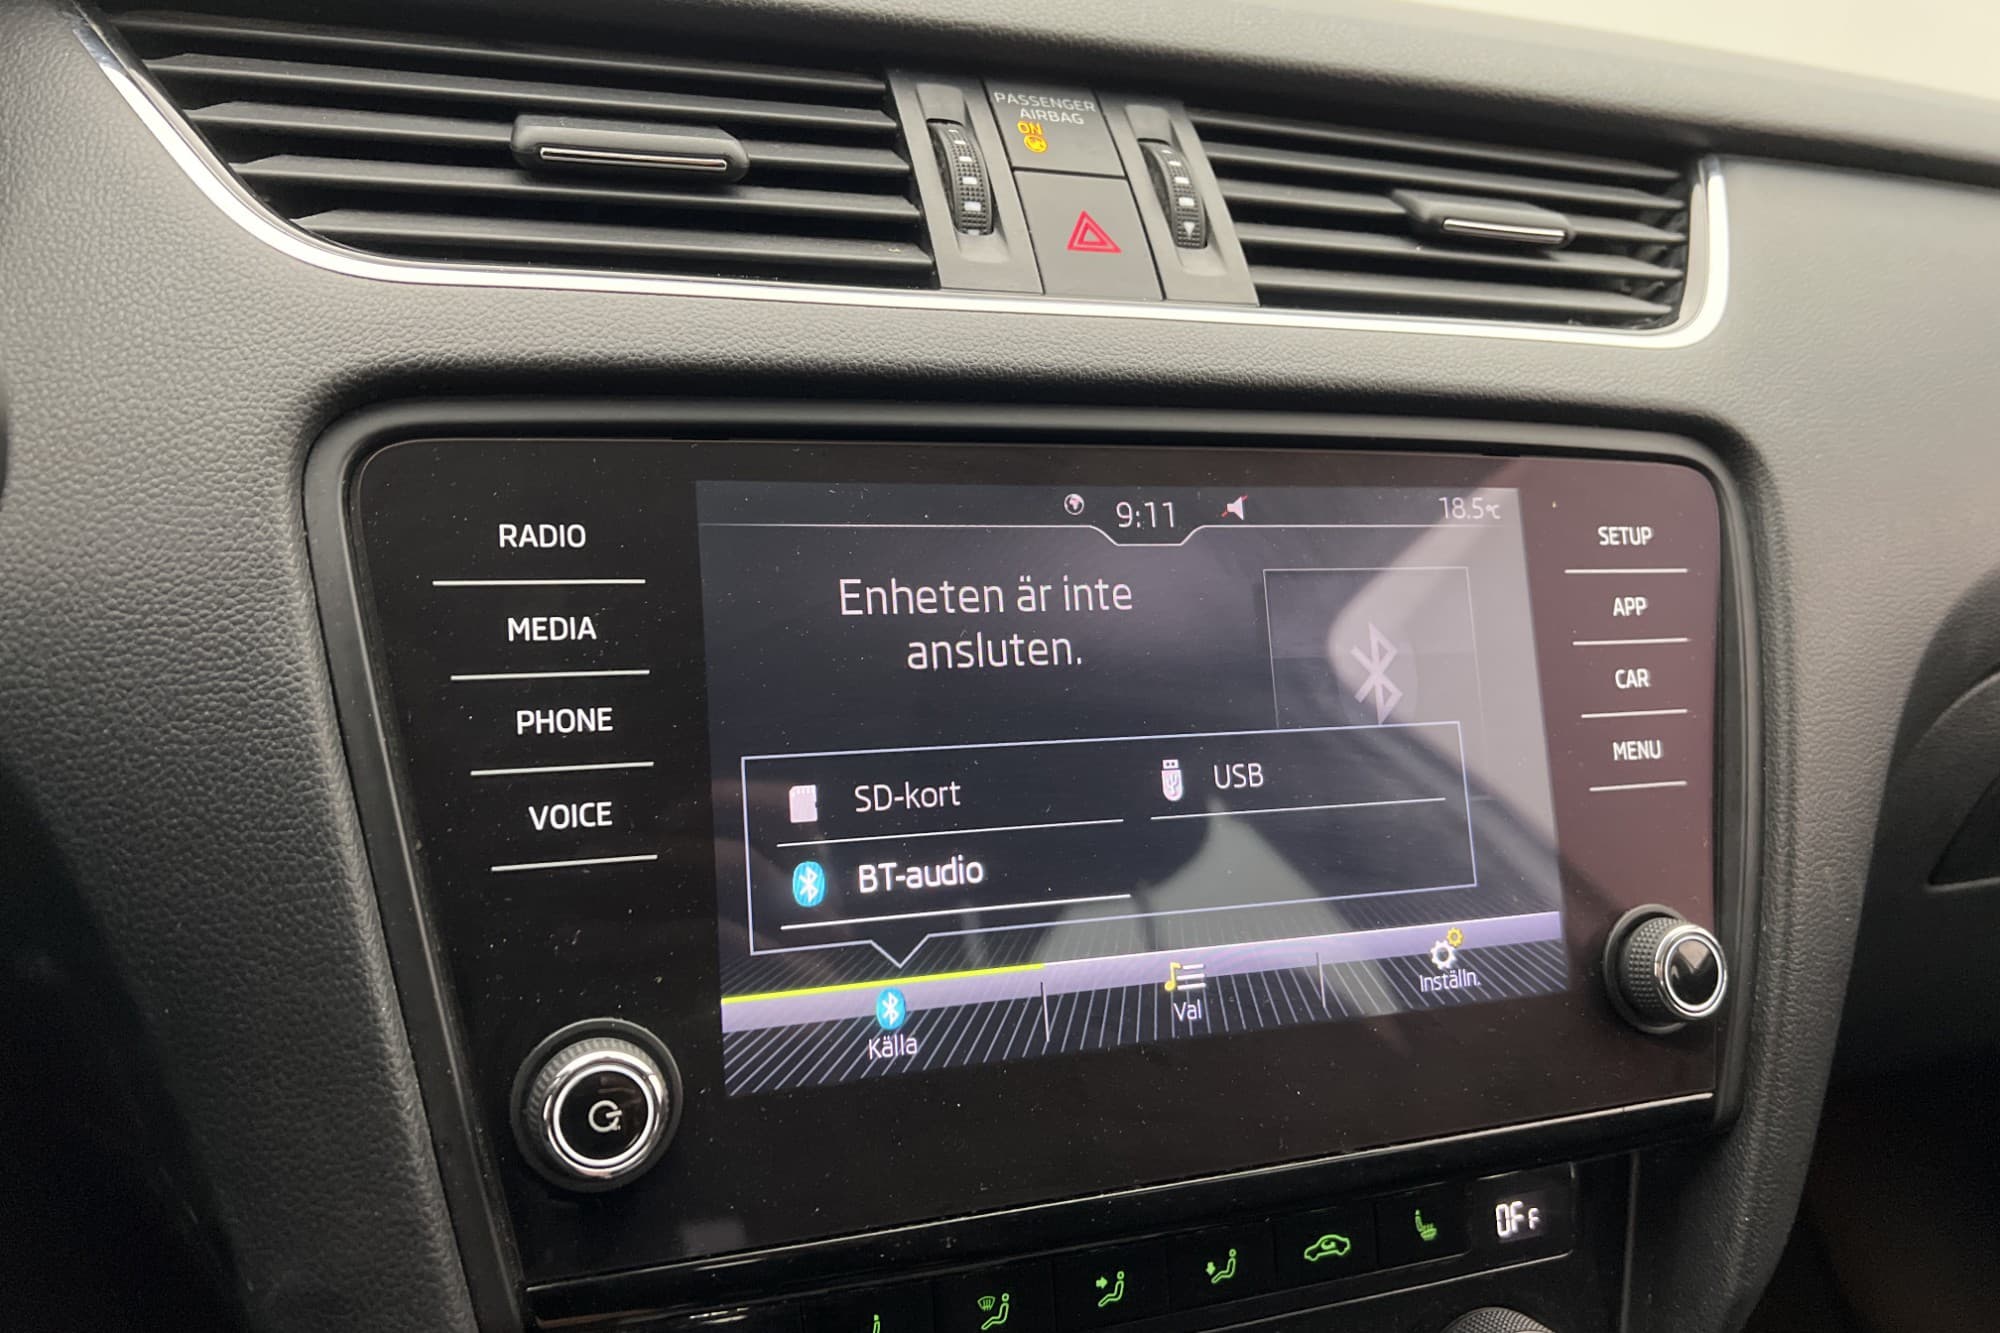 PASSENGER
AIRBAG
ON
9:11
18.5°C
RADIO
MEDIA
PHONE
VOICE
Enheten är inte
ansluten.
SD-kort
USB
BT-audio
Källa
Val
Inställn.
SETUP
APP
CAR
MENU
OFF